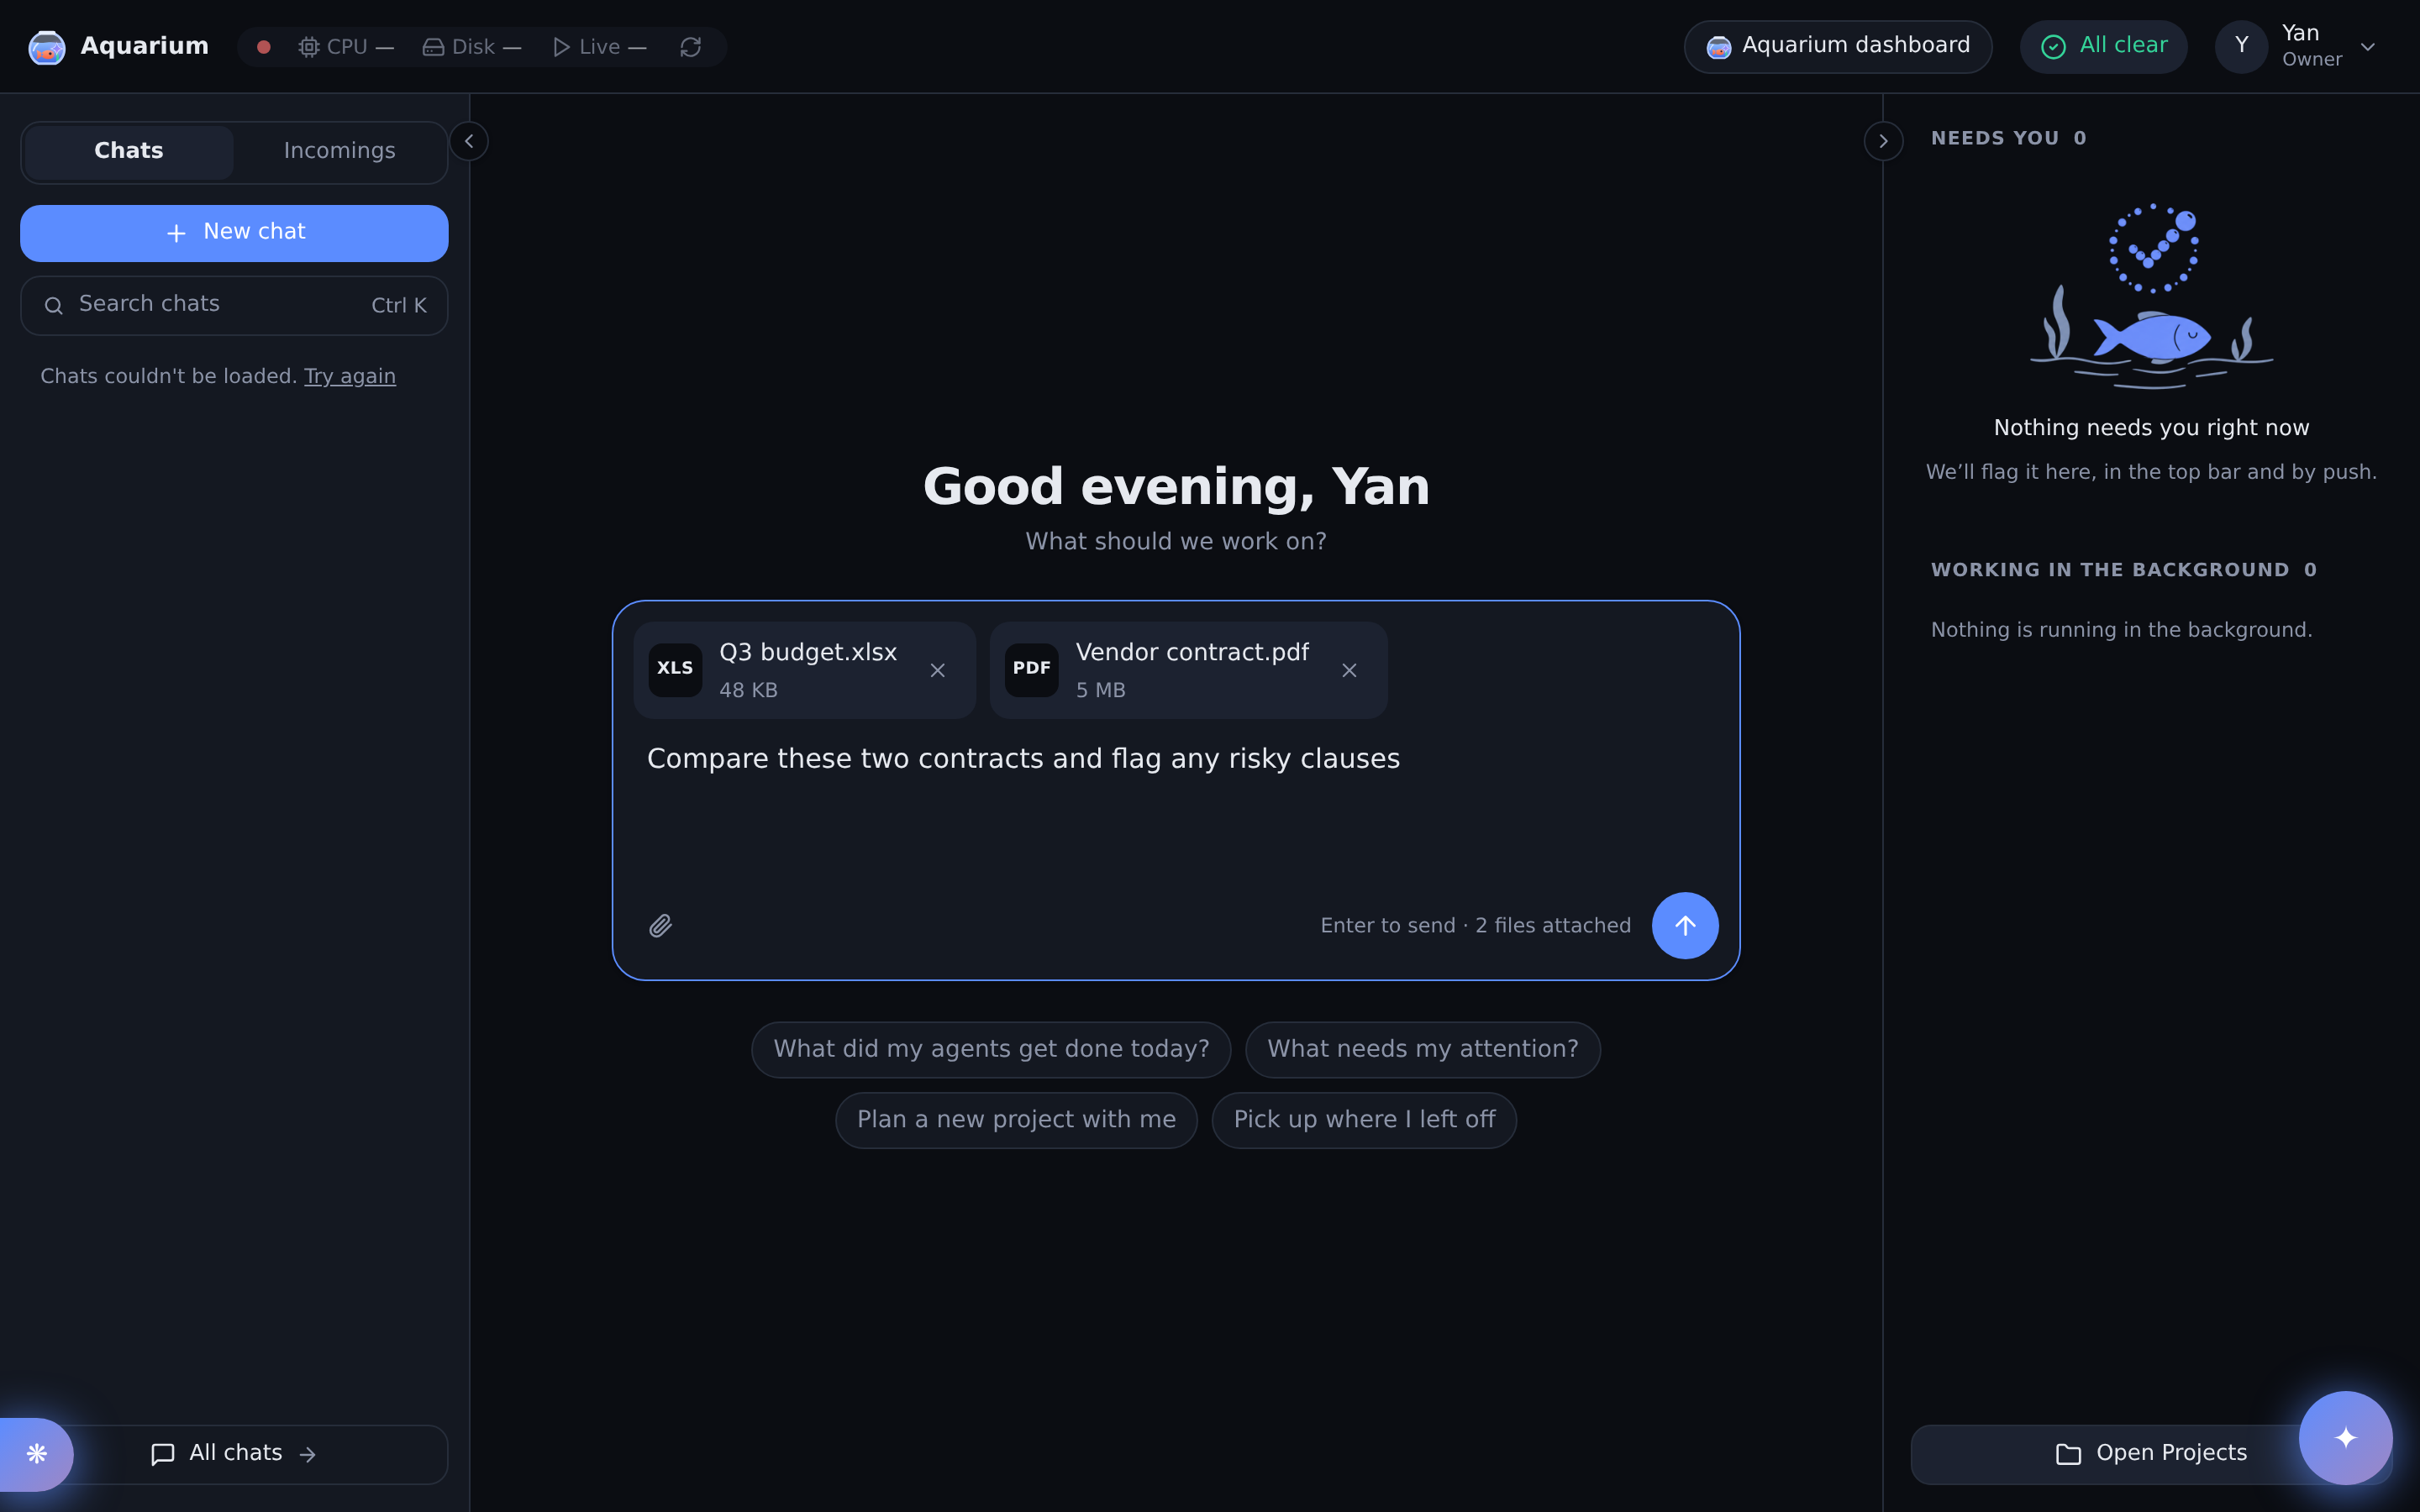 Aquarium
CPU — Disk — Live —
Aquarium dashboard
All clear
Y
Yan
Owner
Chats
Incomings
New chat
Search chats
Ctrl K
Chats couldn't be loaded. Try again
All chats
Good evening, Yan
What should we work on?
XLS
Q3 budget.xlsx
48 KB
PDF
Vendor contract.pdf
5 MB
Compare these two contracts and flag any risky clauses
Enter to send · 2 files attached
What did my agents get done today?
What needs my attention?
Plan a new project with me
Pick up where I left off
NEEDS YOU 0
Nothing needs you right now
We’ll flag it here, in the top bar and by push.
WORKING IN THE BACKGROUND 0
Nothing is running in the background.
Open Projects